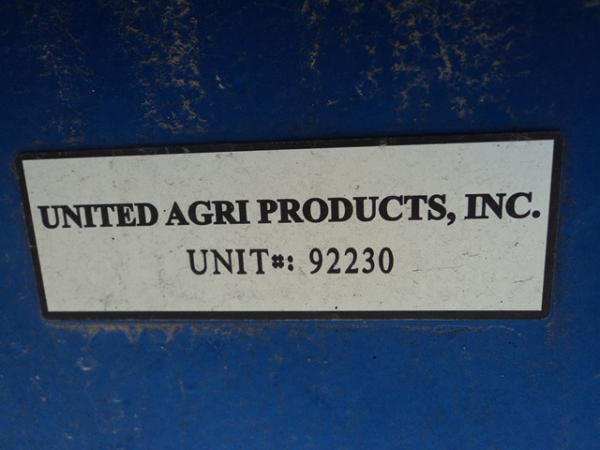 UNITED AGRI PRODUCTS, INC.
UNIT#: 92230